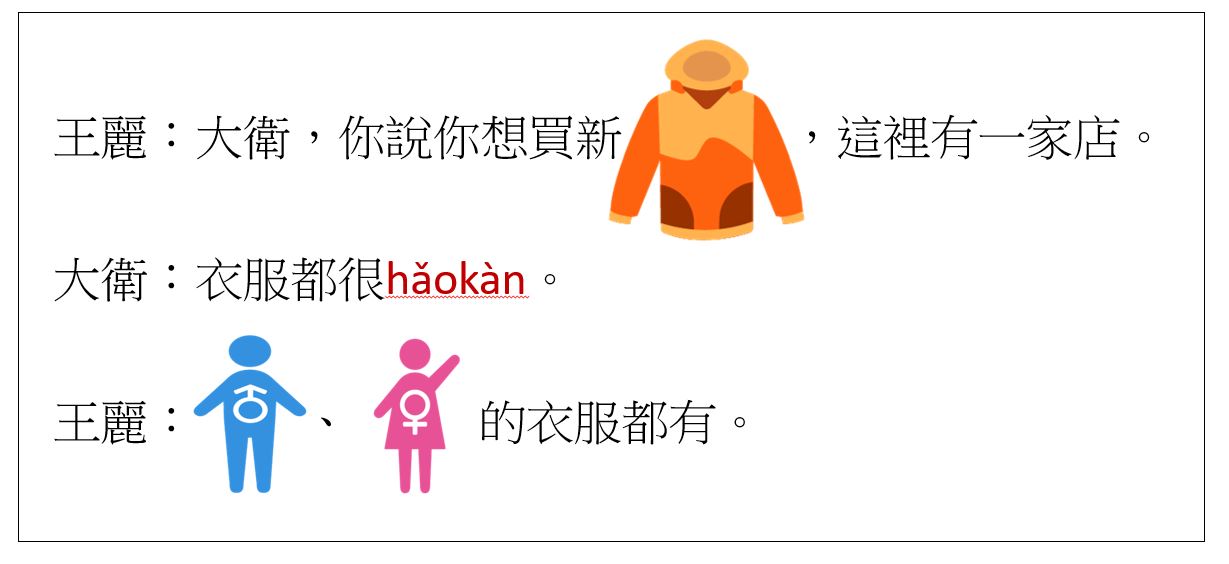 王麗：大衛，你說你想買新，這裡有一家店。
大衛：衣服都很hǎokàn。
王麗：、的衣服都有。